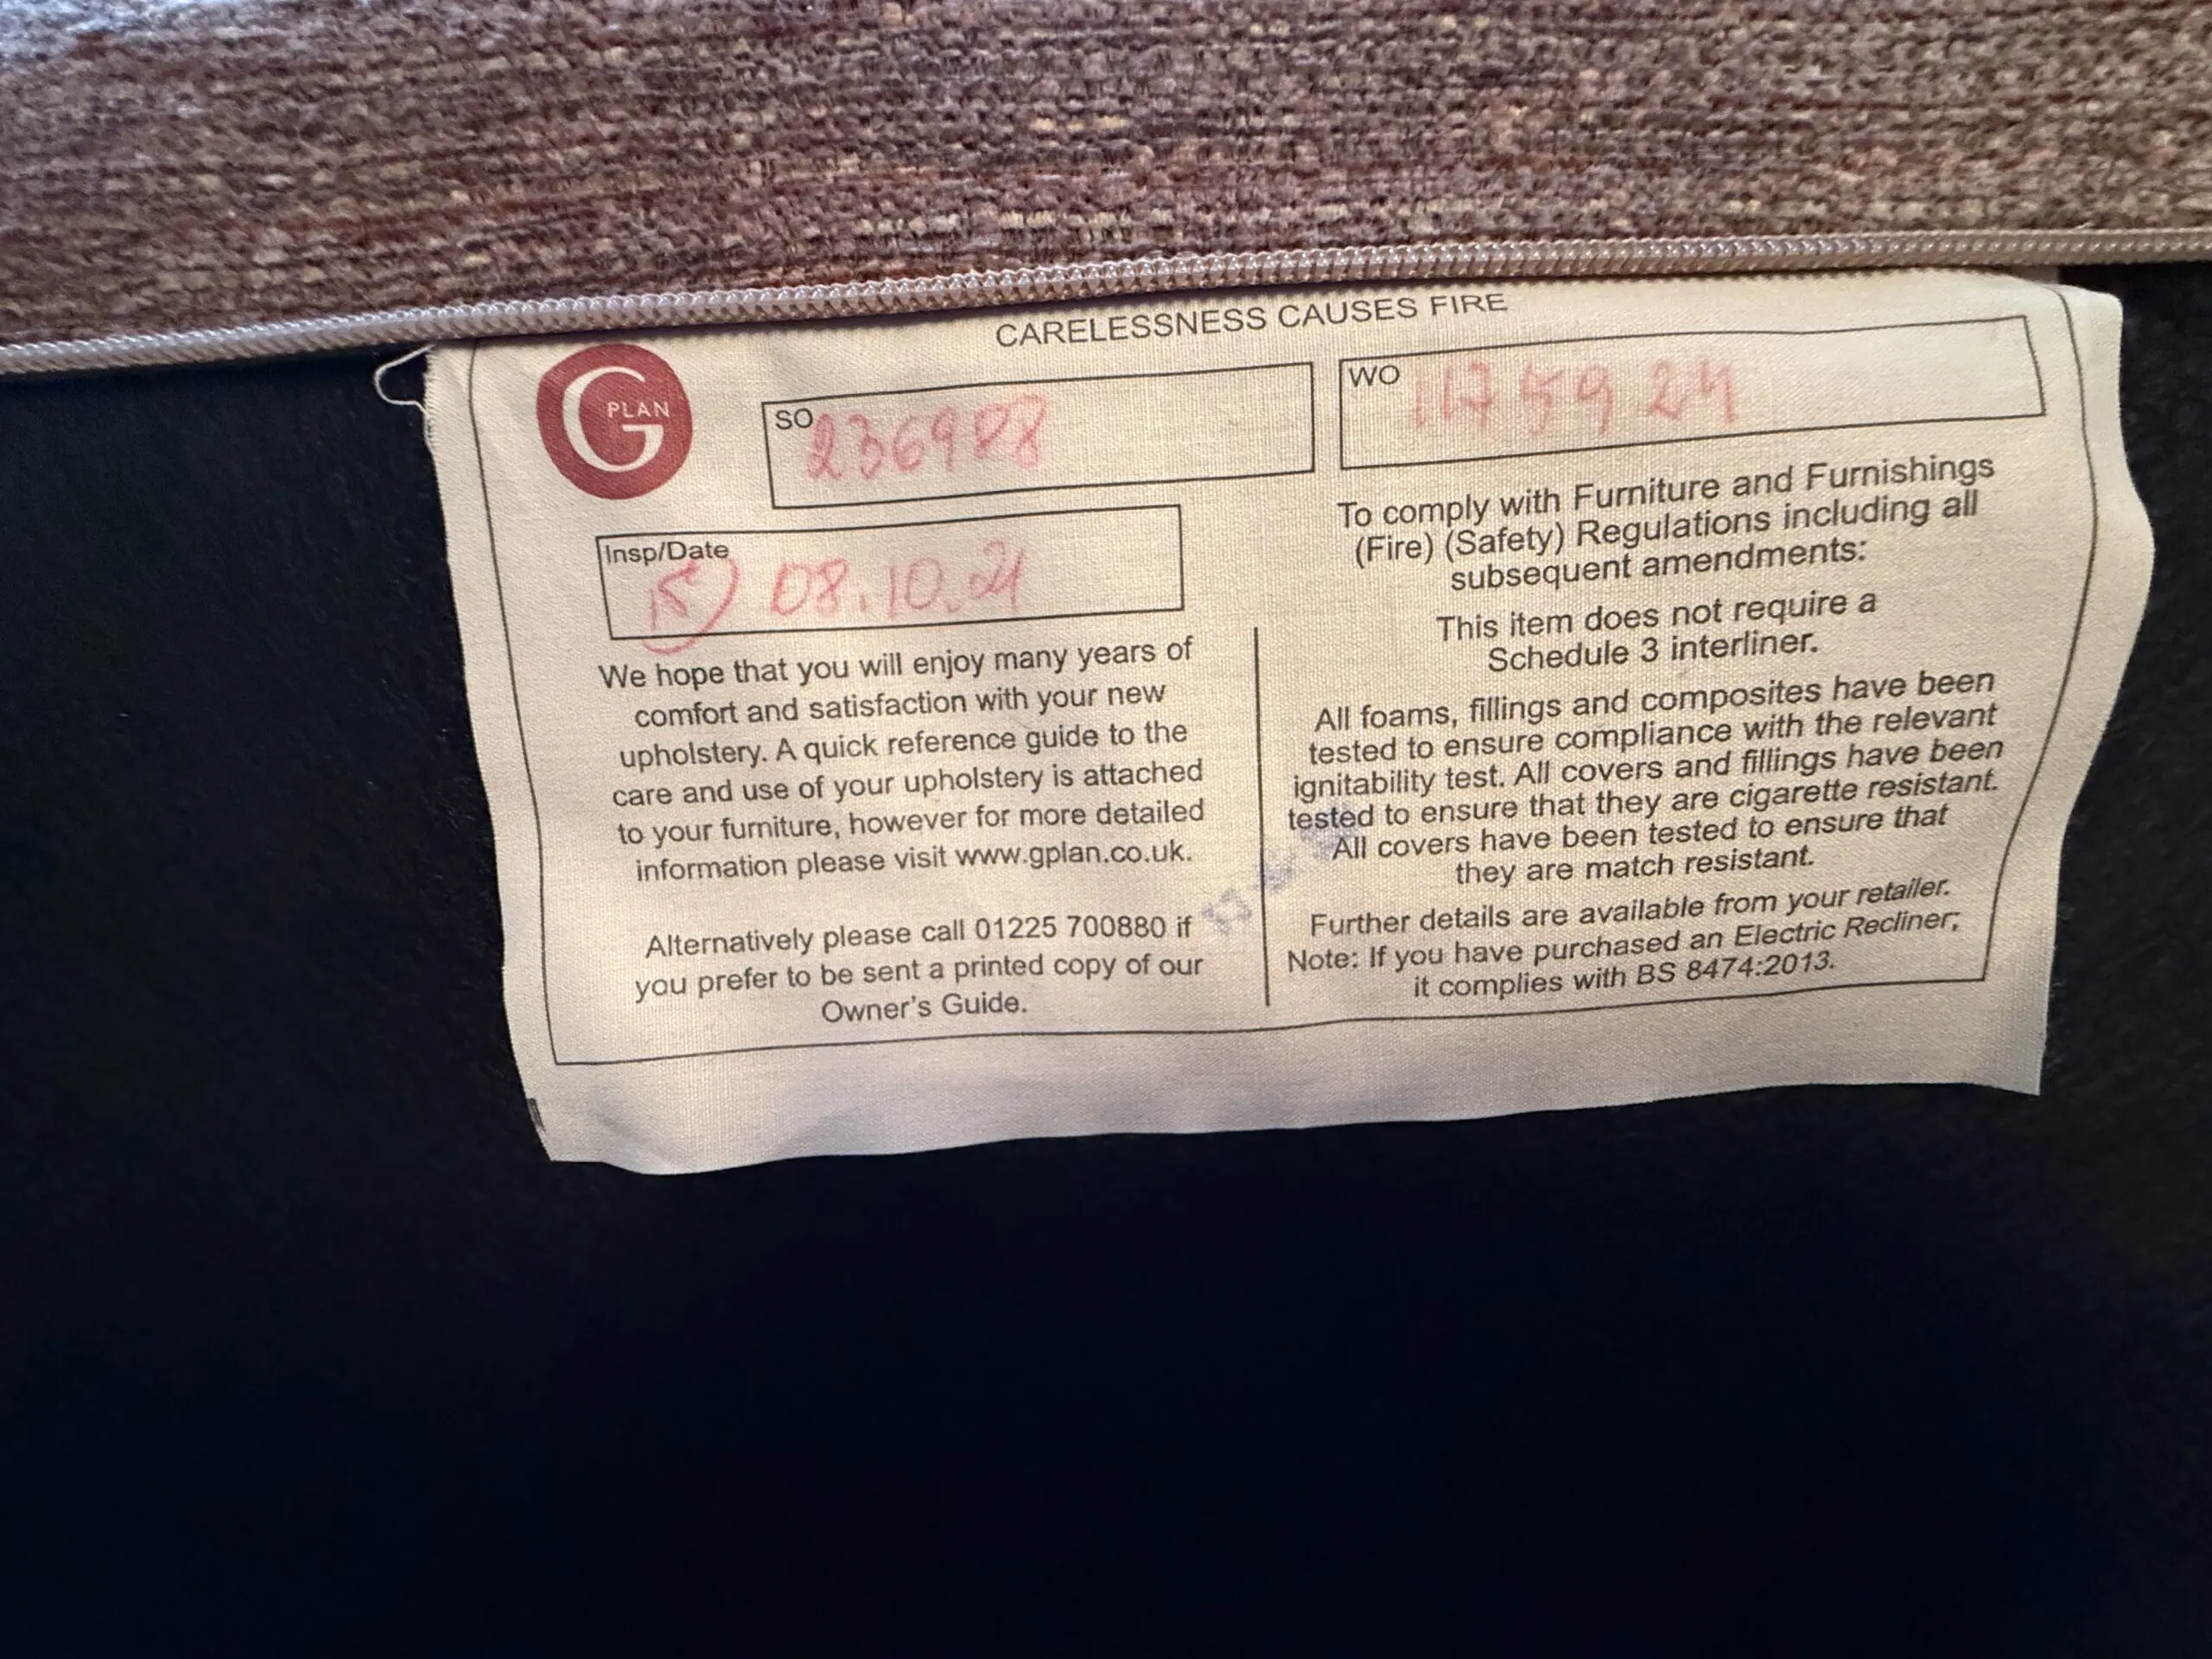 CARELESSNESS CAUSES FIRE
G PLAN
SO 236908
WO 1175924
Insp/Date
08.10.21
We hope that you will enjoy many years of
comfort and satisfaction with your new
upholstery. A quick reference guide to the
care and use of your upholstery is attached
to your furniture, however for more detailed
information please visit www.gplan.co.uk.
Alternatively please call 01225 700880 if
you prefer to be sent a printed copy of our
Owner's Guide.
To comply with Furniture and Furnishings
(Fire) (Safety) Regulations including all
subsequent amendments:
This item does not require a
Schedule 3 interliner.
All foams, fillings and composites have been
tested to ensure compliance with the relevant
ignitability test. All covers and fillings have been
tested to ensure that they are cigarette resistant.
All covers have been tested to ensure that
they are match resistant.
Further details are available from your retailer.
Note: If you have purchased an Electric Recliner;
it complies with BS 8474:2013.